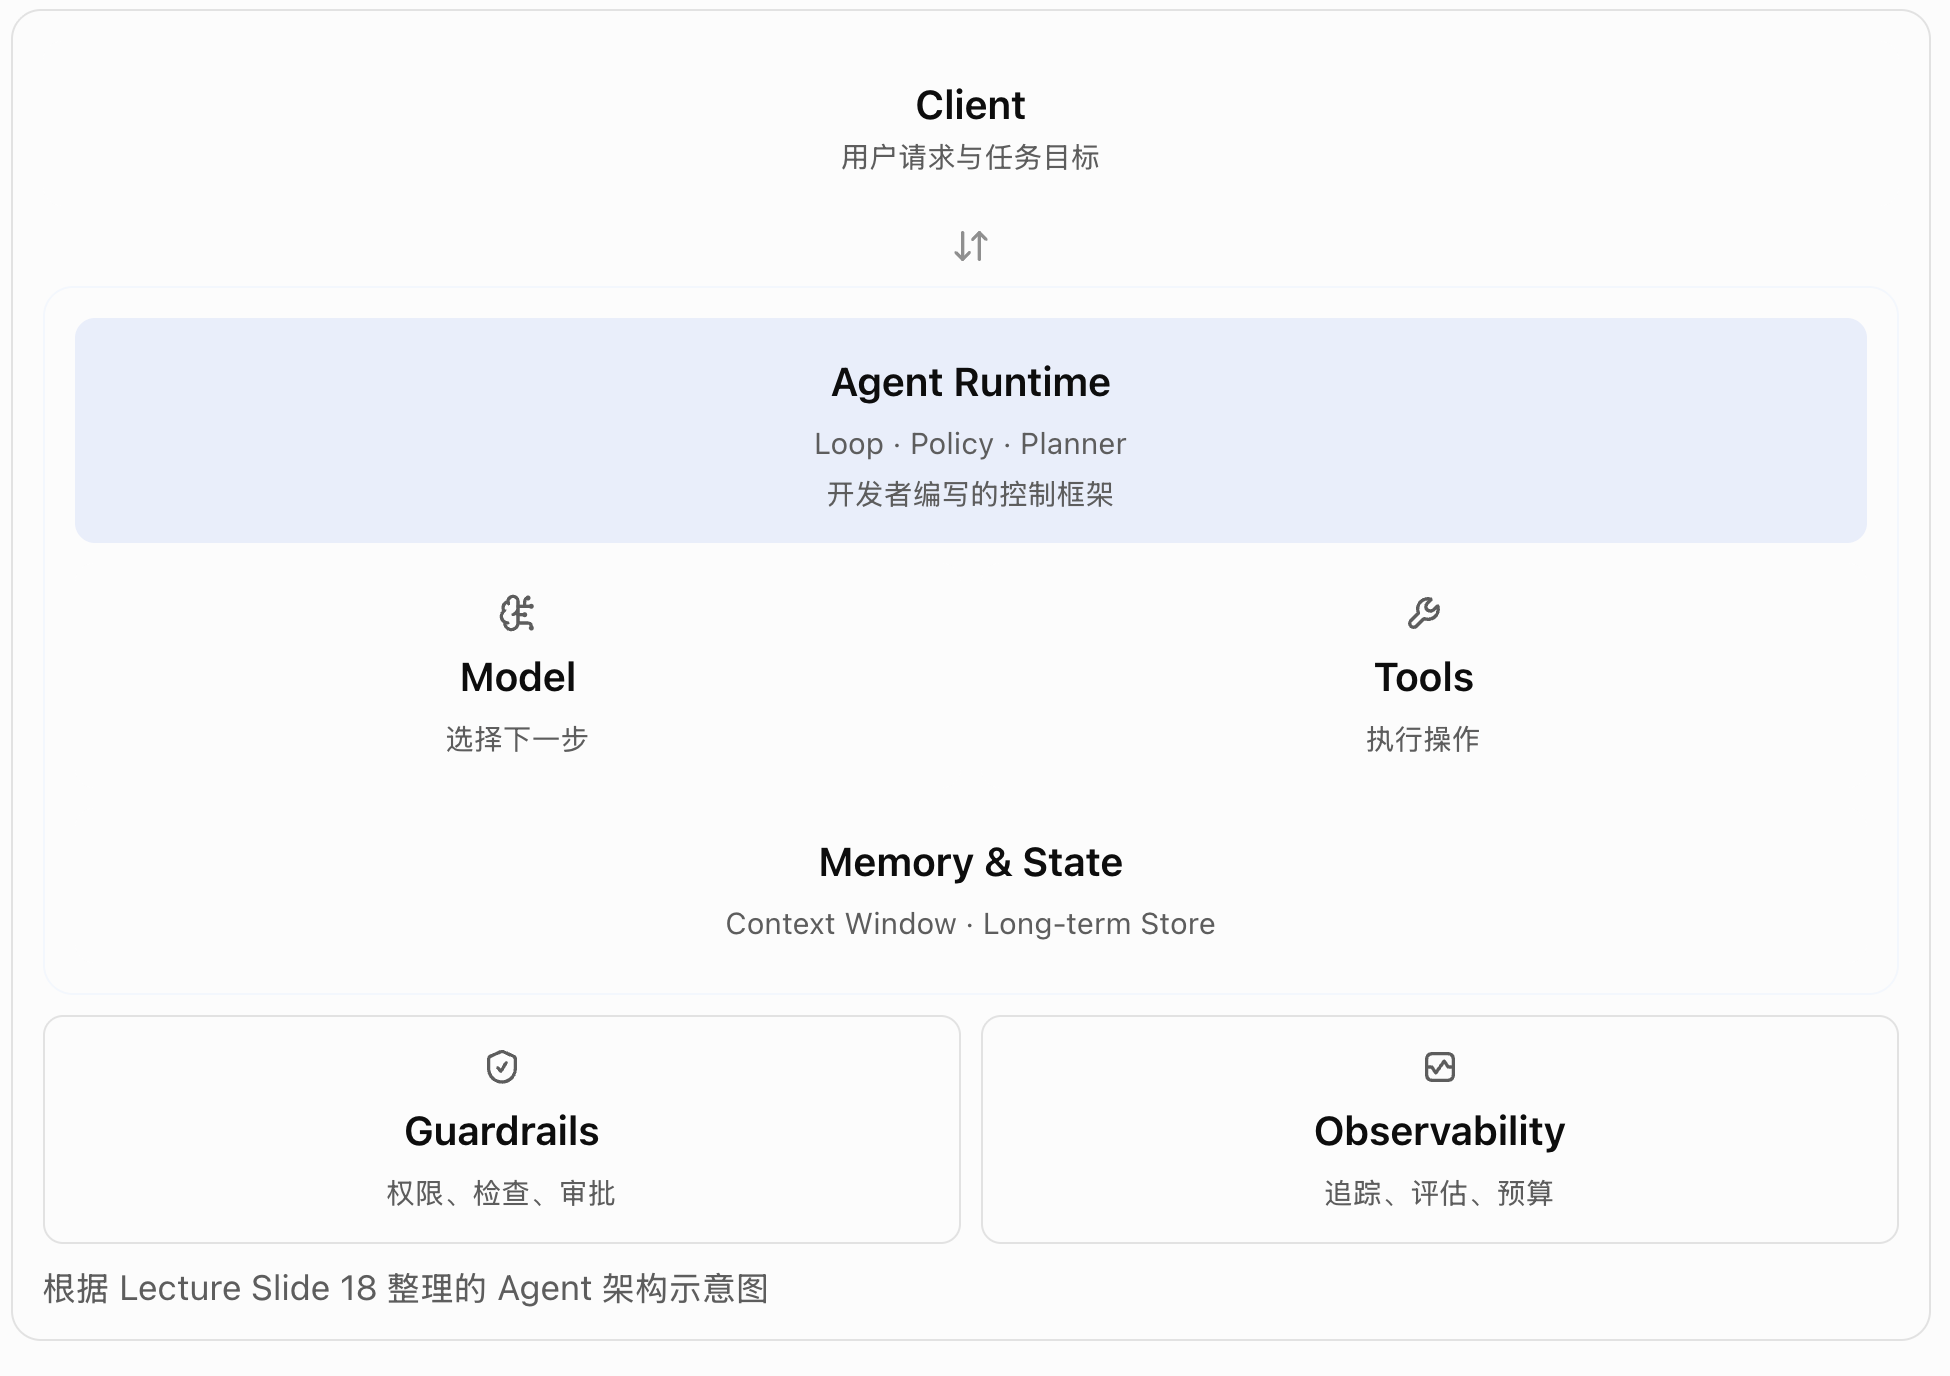 Client
用户请求与任务目标
Agent Runtime
Loop · Policy · Planner
开发者编写的控制框架
Model
选择下一步
Tools
执行操作
Memory & State
Context Window · Long-term Store
Guardrails
权限、检查、审批
Observability
追踪、评估、预算
根据 Lecture Slide 18 整理的 Agent 架构示意图